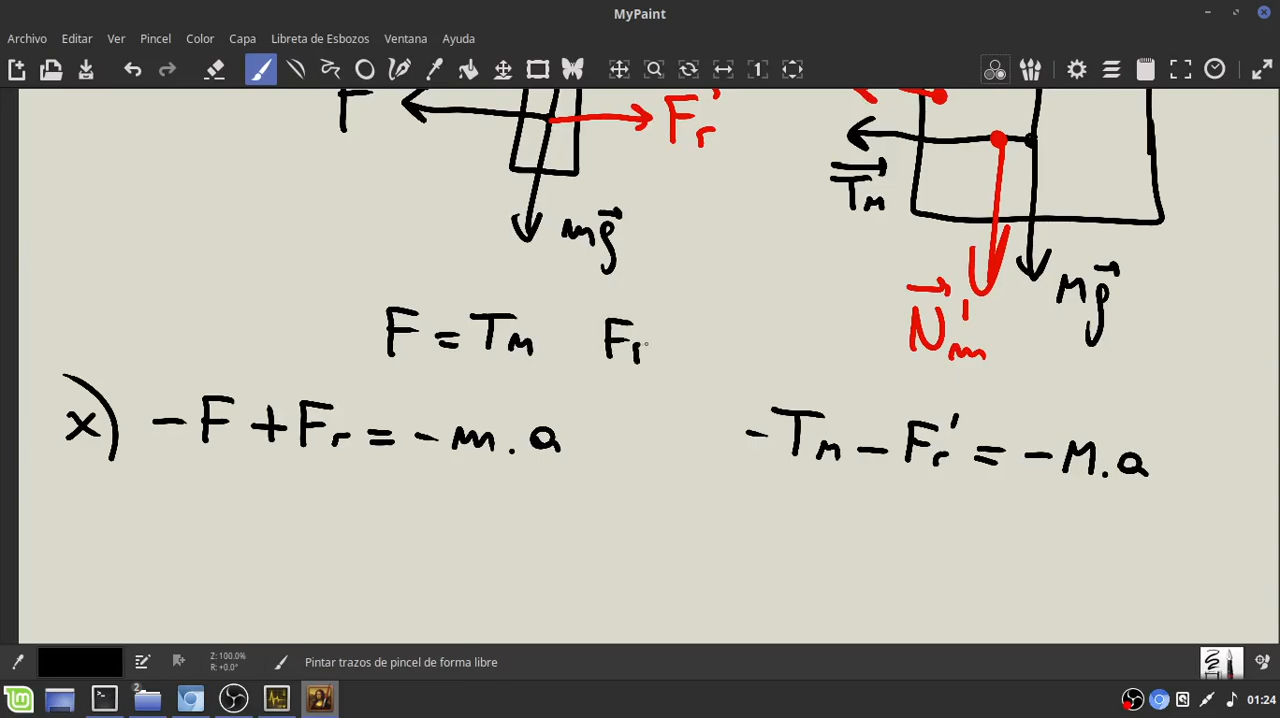 MyPaint
Archivo Editar Ver Pincel Color Capa Libreta de Esbozos Ventana Ayuda
F Fr'
Tm
mg
Mg
N'm
F = Tm Fr
x) -F + Fr = -m.a -Tm - Fr' = -M.a
Z: 100.0%
R: +0.0°
Pintar trazos de pincel de forma libre
2
01:24